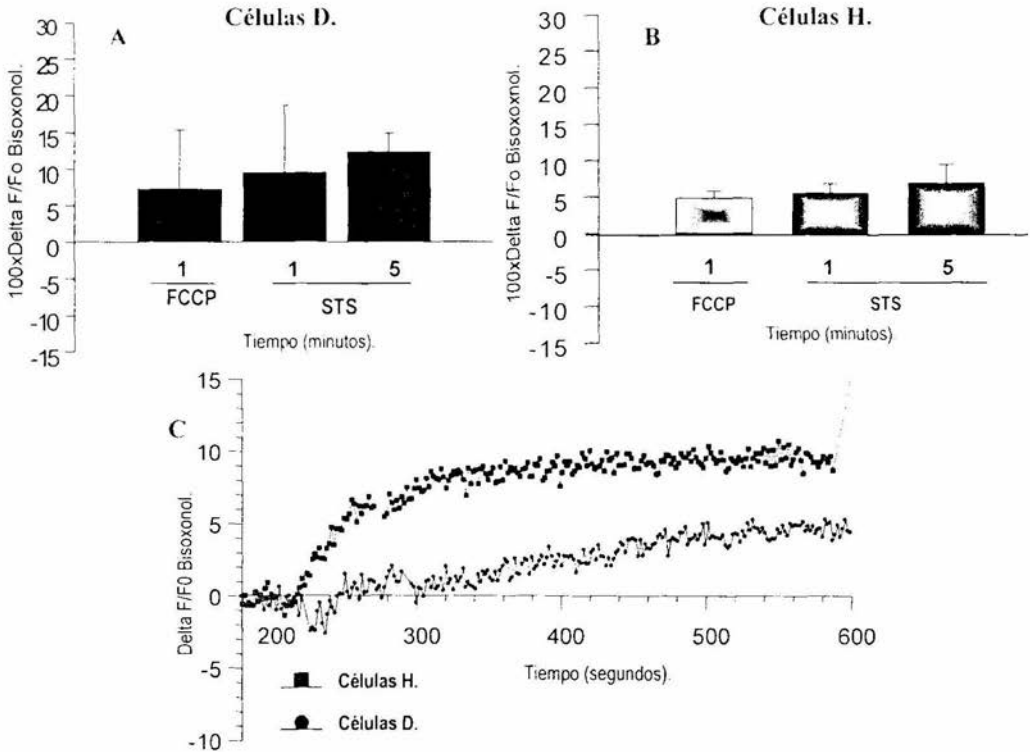 Células D.
A
100xDelta F/Fo Bisoxonol.
30
25
20
15
10
5
0
-5
-10
-15
1
1
5
FCCP
STS
Tiempo (minutos).
Células H.
B
100xDelta F/Fo Bisoxoxnol.
30
25
20
15
10
5
0
-5
-10
-15
1
1
5
FCCP
STS
Tiempo (minutos)
C
Delta F/F0 Bisoxonol.
15
10
5
0
-5
-10
200
300
400
500
600
Tiempo (segundos).
Células H.
Células D.